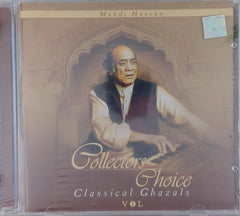 Mehdi Hassan
Collectors
Choice
Classical Ghazals
VOL